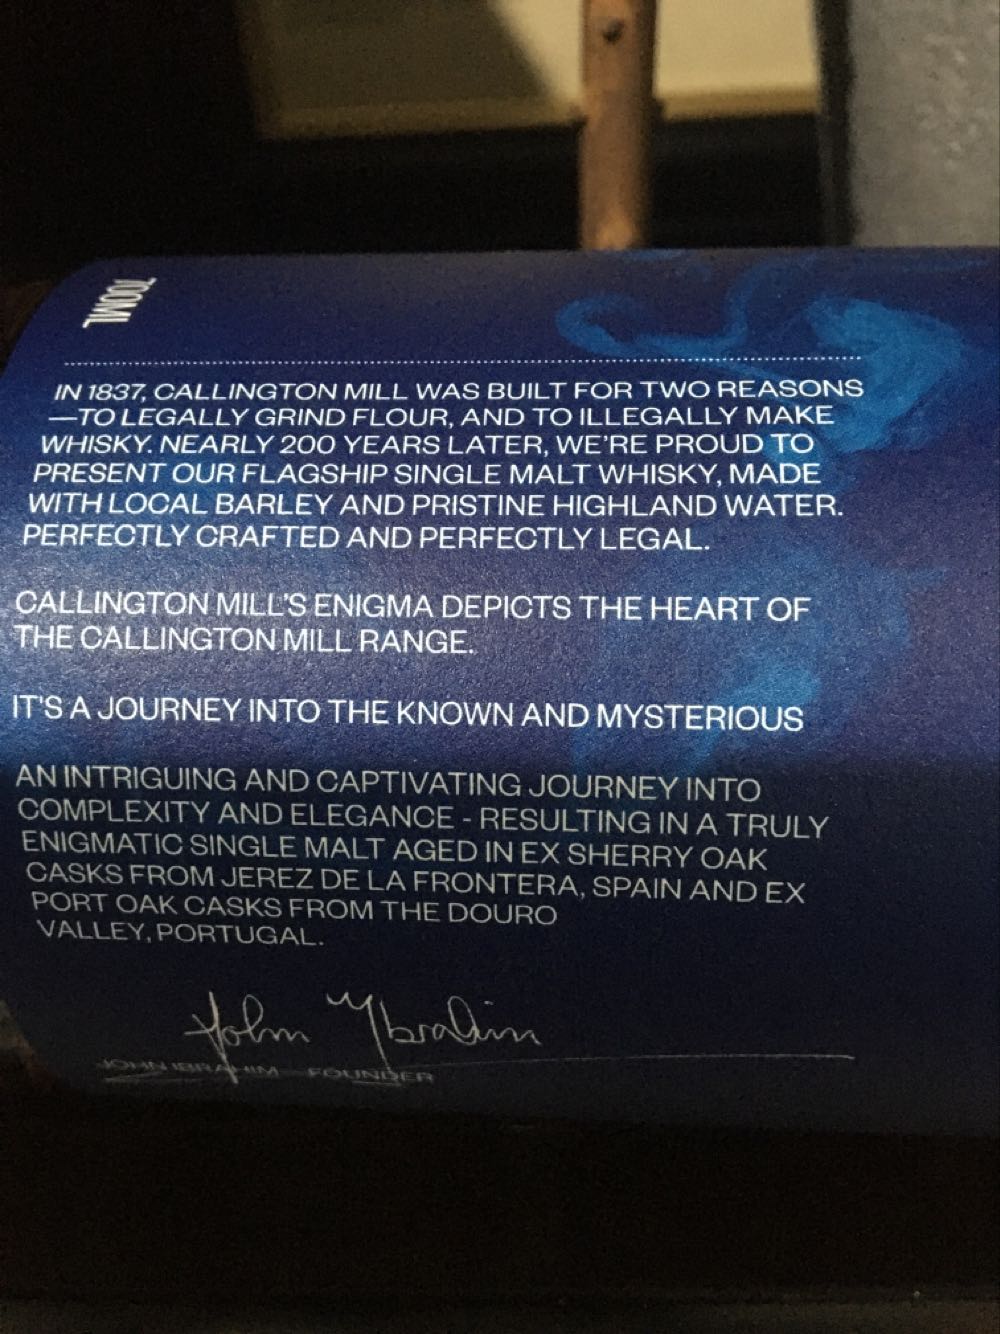 700ML
IN 1837, CALLINGTON MILL WAS BUILT FOR TWO REASONS
—TO LEGALLY GRIND FLOUR, AND TO ILLEGALLY MAKE
WHISKY. NEARLY 200 YEARS LATER, WE'RE PROUD TO
PRESENT OUR FLAGSHIP SINGLE MALT WHISKY, MADE
WITH LOCAL BARLEY AND PRISTINE HIGHLAND WATER.
PERFECTLY CRAFTED AND PERFECTLY LEGAL.
CALLINGTON MILL'S ENIGMA DEPICTS THE HEART OF
THE CALLINGTON MILL RANGE.
IT'S A JOURNEY INTO THE KNOWN AND MYSTERIOUS
AN INTRIGUING AND CAPTIVATING JOURNEY INTO
COMPLEXITY AND ELEGANCE - RESULTING IN A TRULY
ENIGMATIC SINGLE MALT AGED IN EX SHERRY OAK
CASKS FROM JEREZ DE LA FRONTERA, SPAIN AND EX
PORT OAK CASKS FROM THE DOURO
VALLEY, PORTUGAL.
John Ibrahim
JOHN IBRAHIM FOUNDER